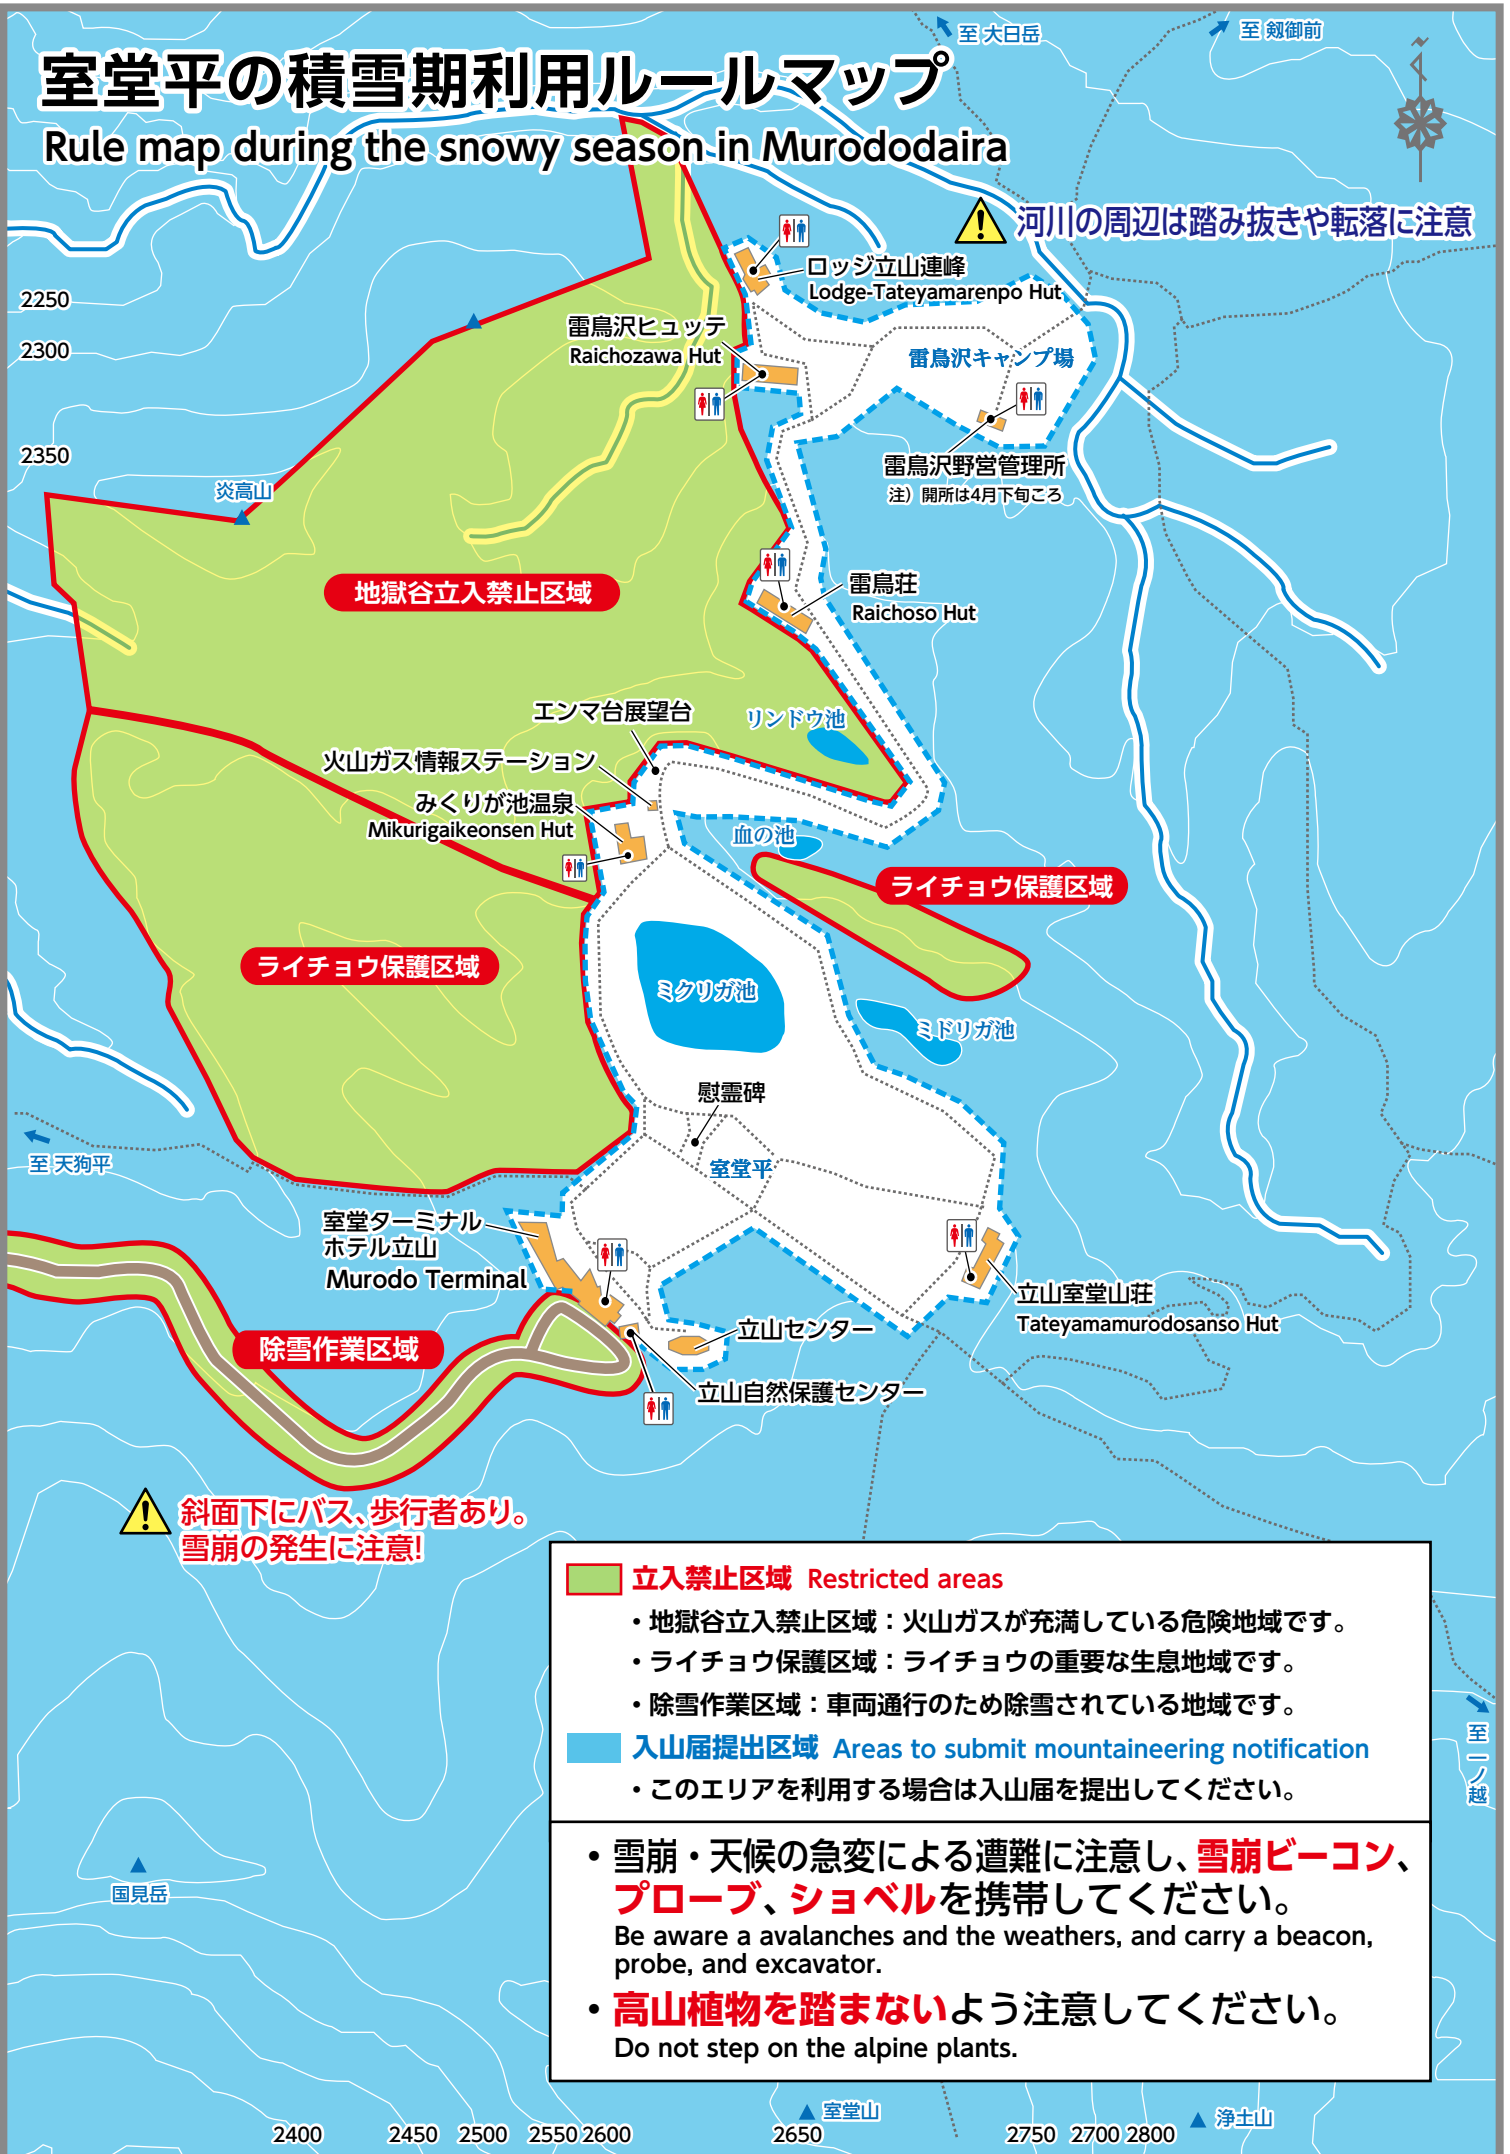 室堂平の積雪期利用ルールマップ
Rule map during the snowy season in Murododaira
至 大日岳
至 剱御前
河川の周辺は踏み抜きや転落に注意
ロッジ立山連峰
Lodge-Tateyamarenpo Hut
2250
雷鳥沢ヒュッテ
Raichozawa Hut
2300
雷鳥沢キャンプ場
2350
雷鳥沢野営管理所
注）開所は4月下旬ころ
炎高山
地獄谷立入禁止区域
雷鳥荘
Raichoso Hut
エンマ台展望台
リンドウ池
火山ガス情報ステーション
みくりが池温泉
Mikurigaikeonsen Hut
血の池
ライチョウ保護区域
ライチョウ保護区域
ミクリガ池
ミドリガ池
慰霊碑
室堂平
至 天狗平
室堂ターミナル
ホテル立山
Murodo Terminal
立山室堂山荘
Tateyamamurodosanso Hut
立山センター
除雪作業区域
立山自然保護センター
斜面下にバス、歩行者あり。
雪崩の発生に注意!
立入禁止区域 Restricted areas
・地獄谷立入禁止区域：火山ガスが充満している危険地域です。
・ライチョウ保護区域：ライチョウの重要な生息地域です。
・除雪作業区域：車両通行のため除雪されている地域です。
入山届提出区域 Areas to submit mountaineering notification
・このエリアを利用する場合は入山届を提出してください。
至 一ノ越
・雪崩・天候の急変による遭難に注意し、雪崩ビーコン、
プローブ、ショベルを携帯してください。
Be aware a avalanches and the weathers, and carry a beacon,
probe, and excavator.
・高山植物を踏まないよう注意してください。
Do not step on the alpine plants.
国見岳
室堂山
浄土山
2400 2450 2500 2550 2600 2650 2750 2700 2800